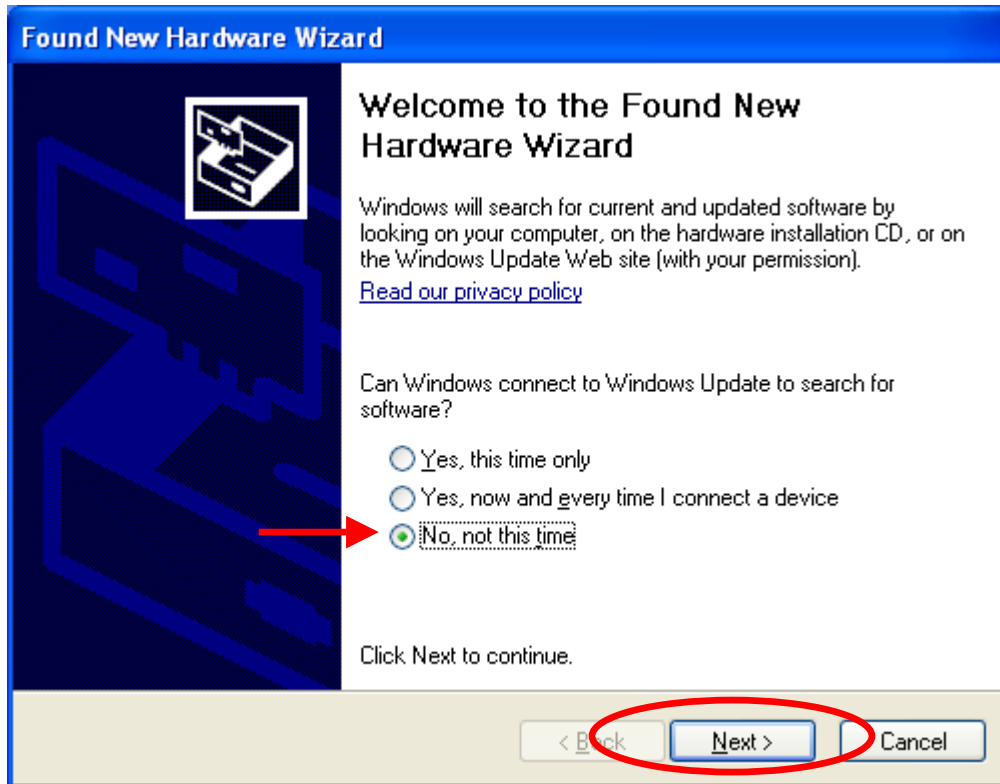 Found New Hardware Wizard
Welcome to the Found New
Hardware Wizard
Windows will search for current and updated software by
looking on your computer, on the hardware installation CD, or on
the Windows Update Web site (with your permission).
Read our privacy policy
Can Windows connect to Windows Update to search for
software?
Yes, this time only
Yes, now and every time I connect a device
No, not this time
Click Next to continue.
< Back Next > Cancel